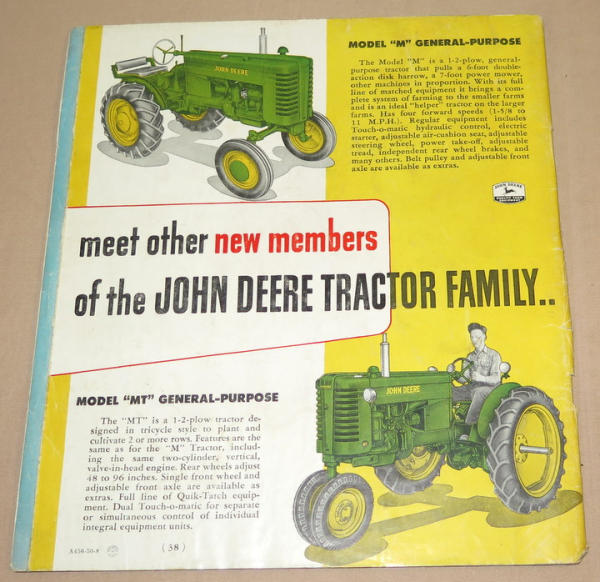 JOHN DEERE
MODEL "M" GENERAL-PURPOSE
The Model "M" is a 1-2-plow, general-
purpose tractor that pulls a 6-foot double-
action disk harrow, a 7-foot power mower,
other machines in proportion. With its full
line of matched equipment it brings a com-
plete system of farming to the smaller farms
and is an ideal "helper" tractor on the larger
farms. Has four forward speeds (1-5/8 to
11 M.P.H.). Regular equipment includes
Touch-o-matic hydraulic control, electric
starter, adjustable air-cushion seat, adjustable
steering wheel, power take-off, adjustable
tread, independent rear wheel brakes, and
many others. Belt pulley and adjustable front
axle are available as extras.
JOHN DEERE
QUALITY FARM
EQUIPMENT
meet other new members
of the JOHN DEERE TRACTOR FAMILY..
JOHN DEERE
MODEL "MT" GENERAL-PURPOSE
The "MT" is a 1-2-plow tractor de-
signed in tricycle style to plant and
cultivate 2 or more rows. Features are the
same as for the "M" Tractor, includ-
ing the same two-cylinder, vertical,
valve-in-head engine. Rear wheels adjust
48 to 96 inches. Single front wheel and
adjustable front axle are available as
extras. Full line of Quik-Tatch equip-
ment. Dual Touch-o-matic for separate
or simultaneous control of individual
integral equipment units.
A456-50-8
(38)